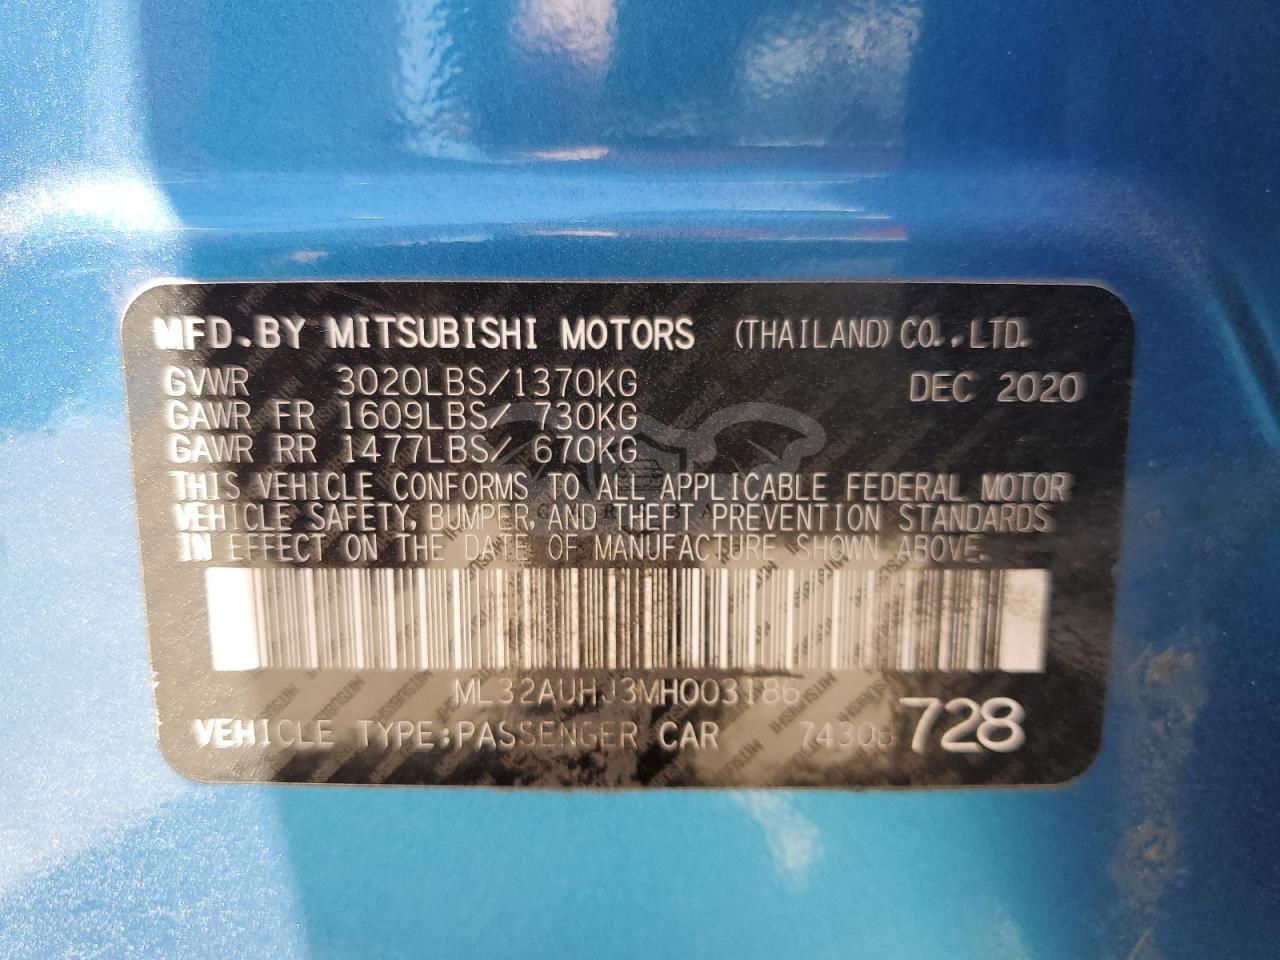 MFD.BY MITSUBISHI MOTORS (THAILAND) CO.,LTD.
GVWR 3020LBS/1370KG DEC 2020
GAWR FR 1609LBS/ 730KG
GAWR RR 1477LBS/ 670KG
THIS VEHICLE CONFORMS TO ALL APPLICABLE FEDERAL MOTOR
VEHICLE SAFETY, BUMPER, AND THEFT PREVENTION STANDARDS
IN EFFECT ON THE DATE OF MANUFACTURE SHOWN ABOVE.
ML32AUHJ3MH003186
VEHICLE TYPE:PASSENGER CAR 7430B 728